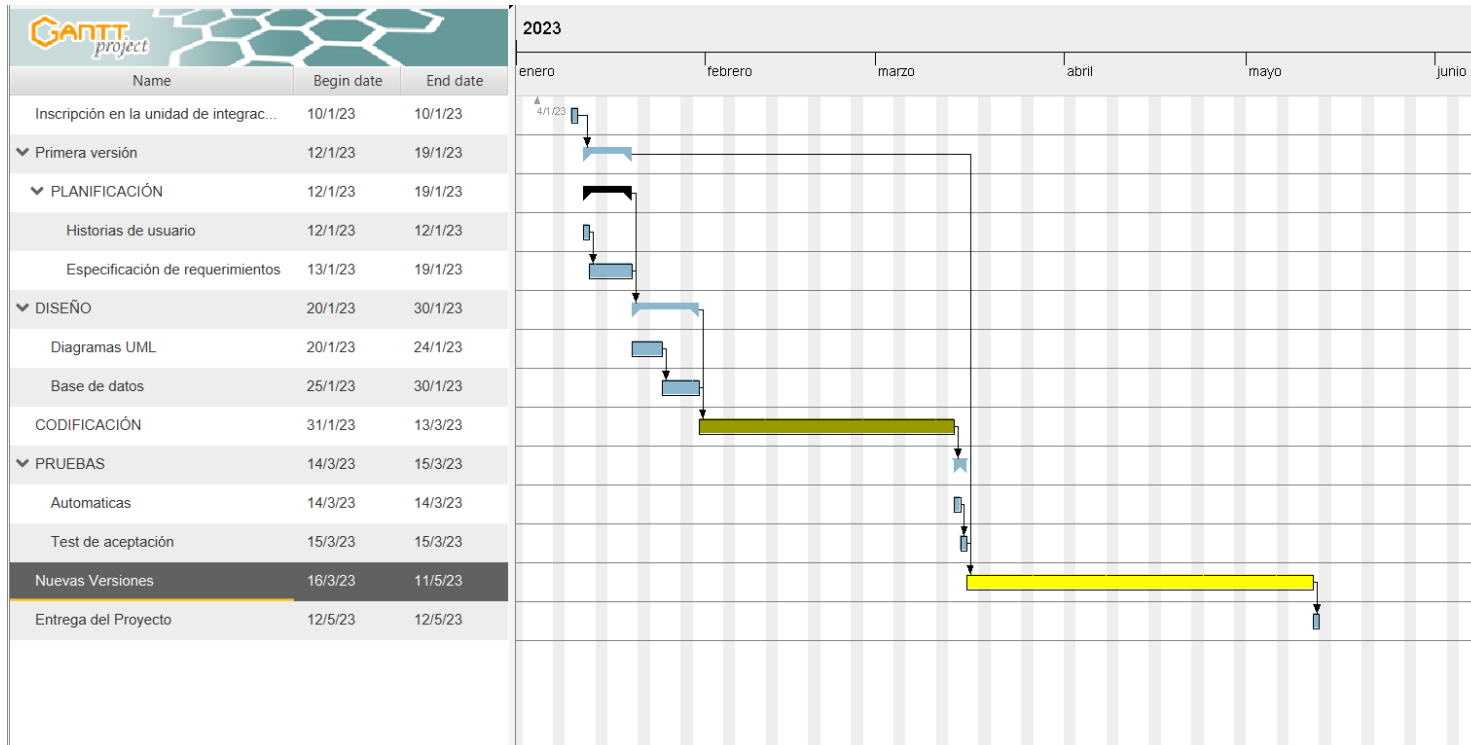 GANTT
project
2023
Name Begin date End date
enero febrero marzo abril mayo junio
Inscripción en la unidad de integrac... 10/1/23 10/1/23
4/1/23
Primera versión 12/1/23 19/1/23
PLANIFICACIÓN 12/1/23 19/1/23
Historias de usuario 12/1/23 12/1/23
Especificación de requerimientos 13/1/23 19/1/23
DISEÑO 20/1/23 30/1/23
Diagramas UML 20/1/23 24/1/23
Base de datos 25/1/23 30/1/23
CODIFICACIÓN 31/1/23 13/3/23
PRUEBAS 14/3/23 15/3/23
Automaticas 14/3/23 14/3/23
Test de aceptación 15/3/23 15/3/23
Nuevas Versiones 16/3/23 11/5/23
Entrega del Proyecto 12/5/23 12/5/23